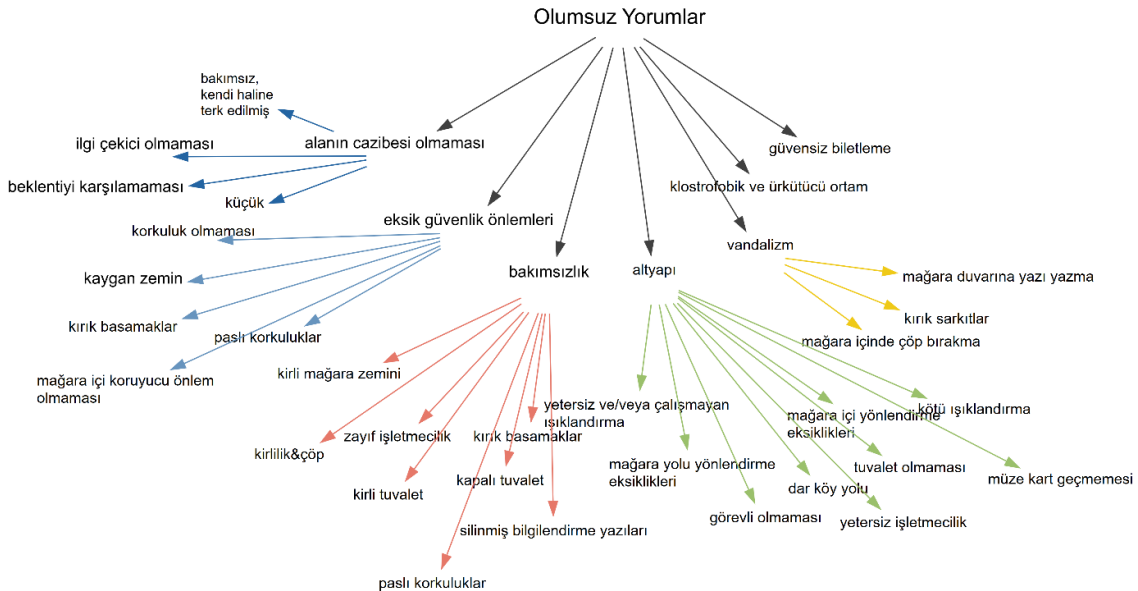 Olumsuz Yorumlar
bakımsız,
kendi haline
terk edilmiş
ilgi çekici olmaması
alanın cazibesi olmaması
güvensiz biletleme
beklentiyi karşılamaması
klostrofobik ve ürkütücü ortam
küçük
eksik güvenlik önlemleri
korkuluk olmaması
vandalizm
bakımsızlık
altyapı
kaygan zemin
mağara duvarına yazı yazma
kırık basamaklar
paslı korkuluklar
kırık sarkıtlar
mağara içinde çöp bırakma
mağara içi koruyucu önlem
olmaması
kirli mağara zemini
yetersiz ve/veya çalışmayan
ışıklandırma
mağara içi yönlendirme
eksiklikleri
kötü ışıklandırma
zayıf işletmecilik
kırık basamaklar
kirlilik&çöp
mağara yolu yönlendirme
eksiklikleri
tuvalet olmaması
müze kart geçmemesi
kapalı tuvalet
kirli tuvalet
dar köy yolu
görevli olmaması
yetersiz işletmecilik
silinmiş bilgilendirme yazıları
paslı korkuluklar